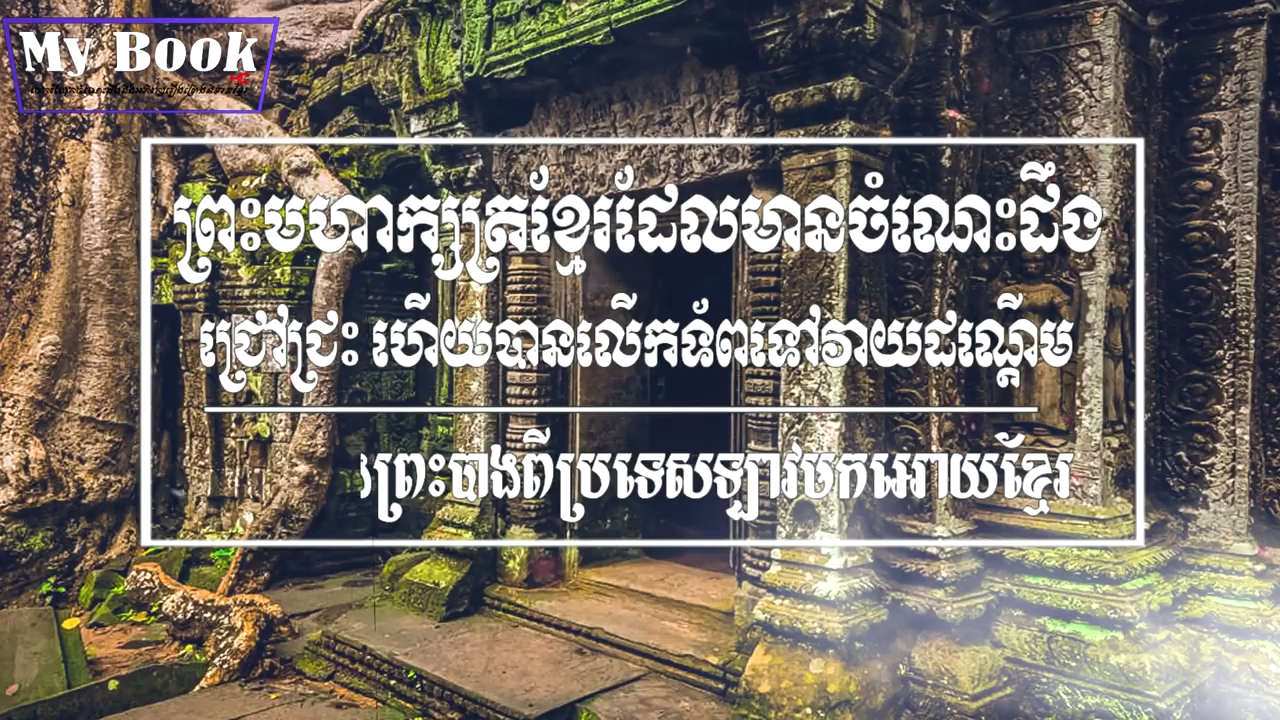 My Book
HG
ព្រះមហាក្សត្រខ្មែរដែលមានចំណេះដឹង
ជ្រៅជ្រះ ហើយបានលើកទ័ពទៅវាយដណ្ដើម
ព្រះបាងពីប្រទេសឡាវមកអោយខ្មែរ